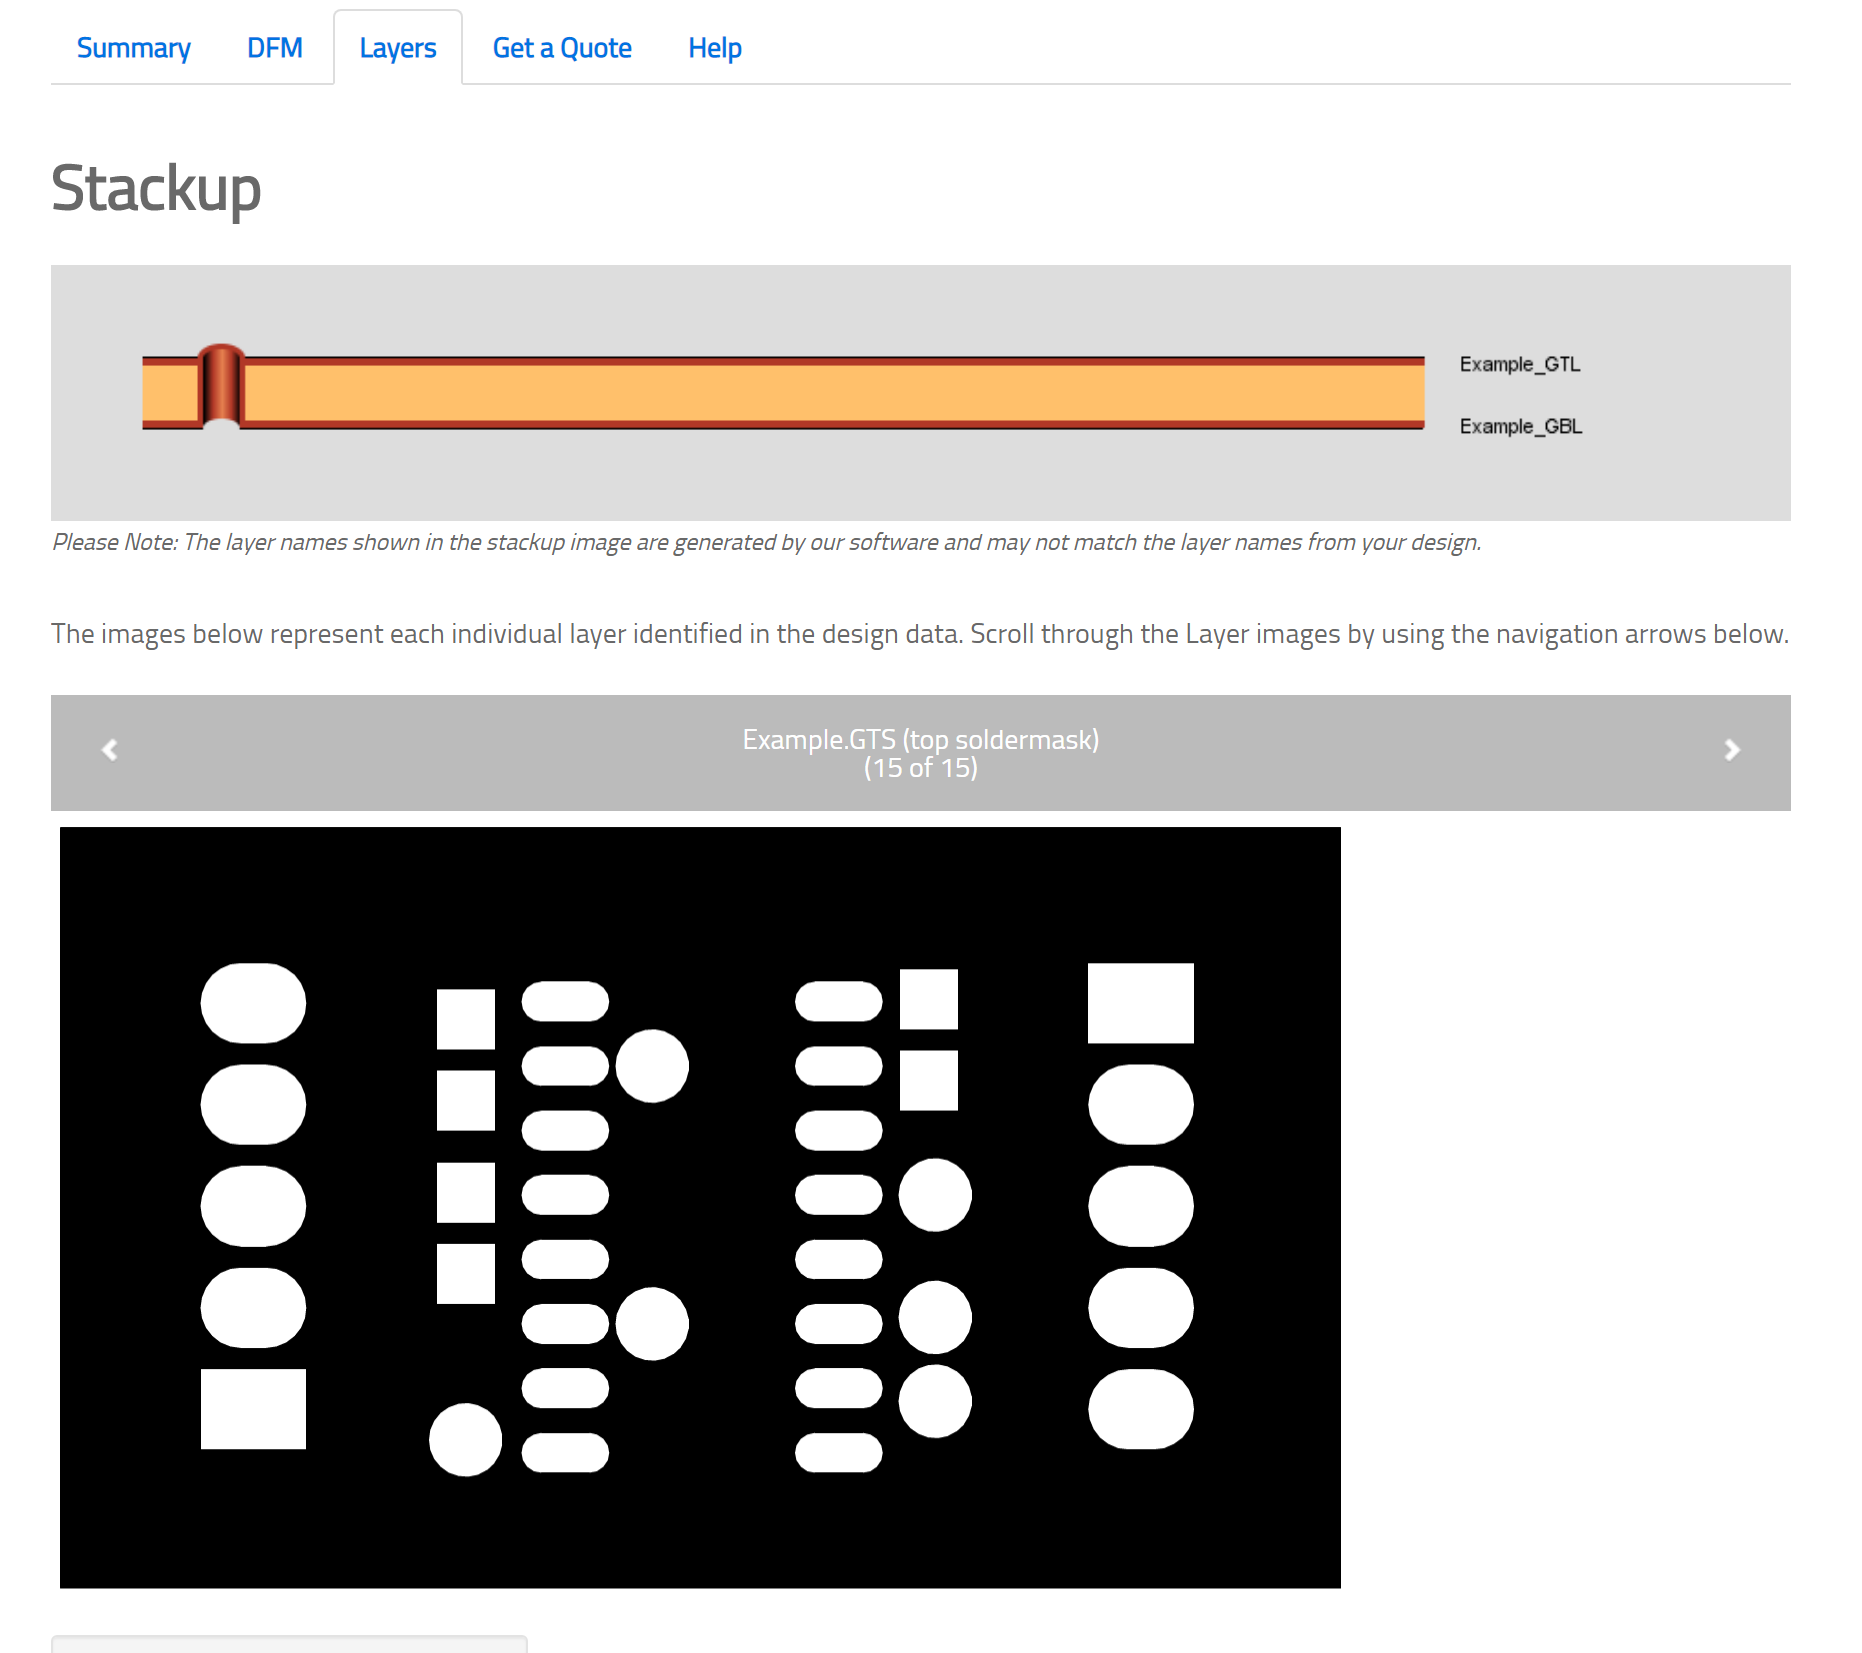 Summary DFM Layers Get a Quote Help
Stackup
Example_GTL
Example_GBL
Please Note: The layer names shown in the stackup image are generated by our software and may not match the layer names from your design.
The images below represent each individual layer identified in the design data. Scroll through the Layer images by using the navigation arrows below.
Example.GTS (top soldermask)
(15 of 15)